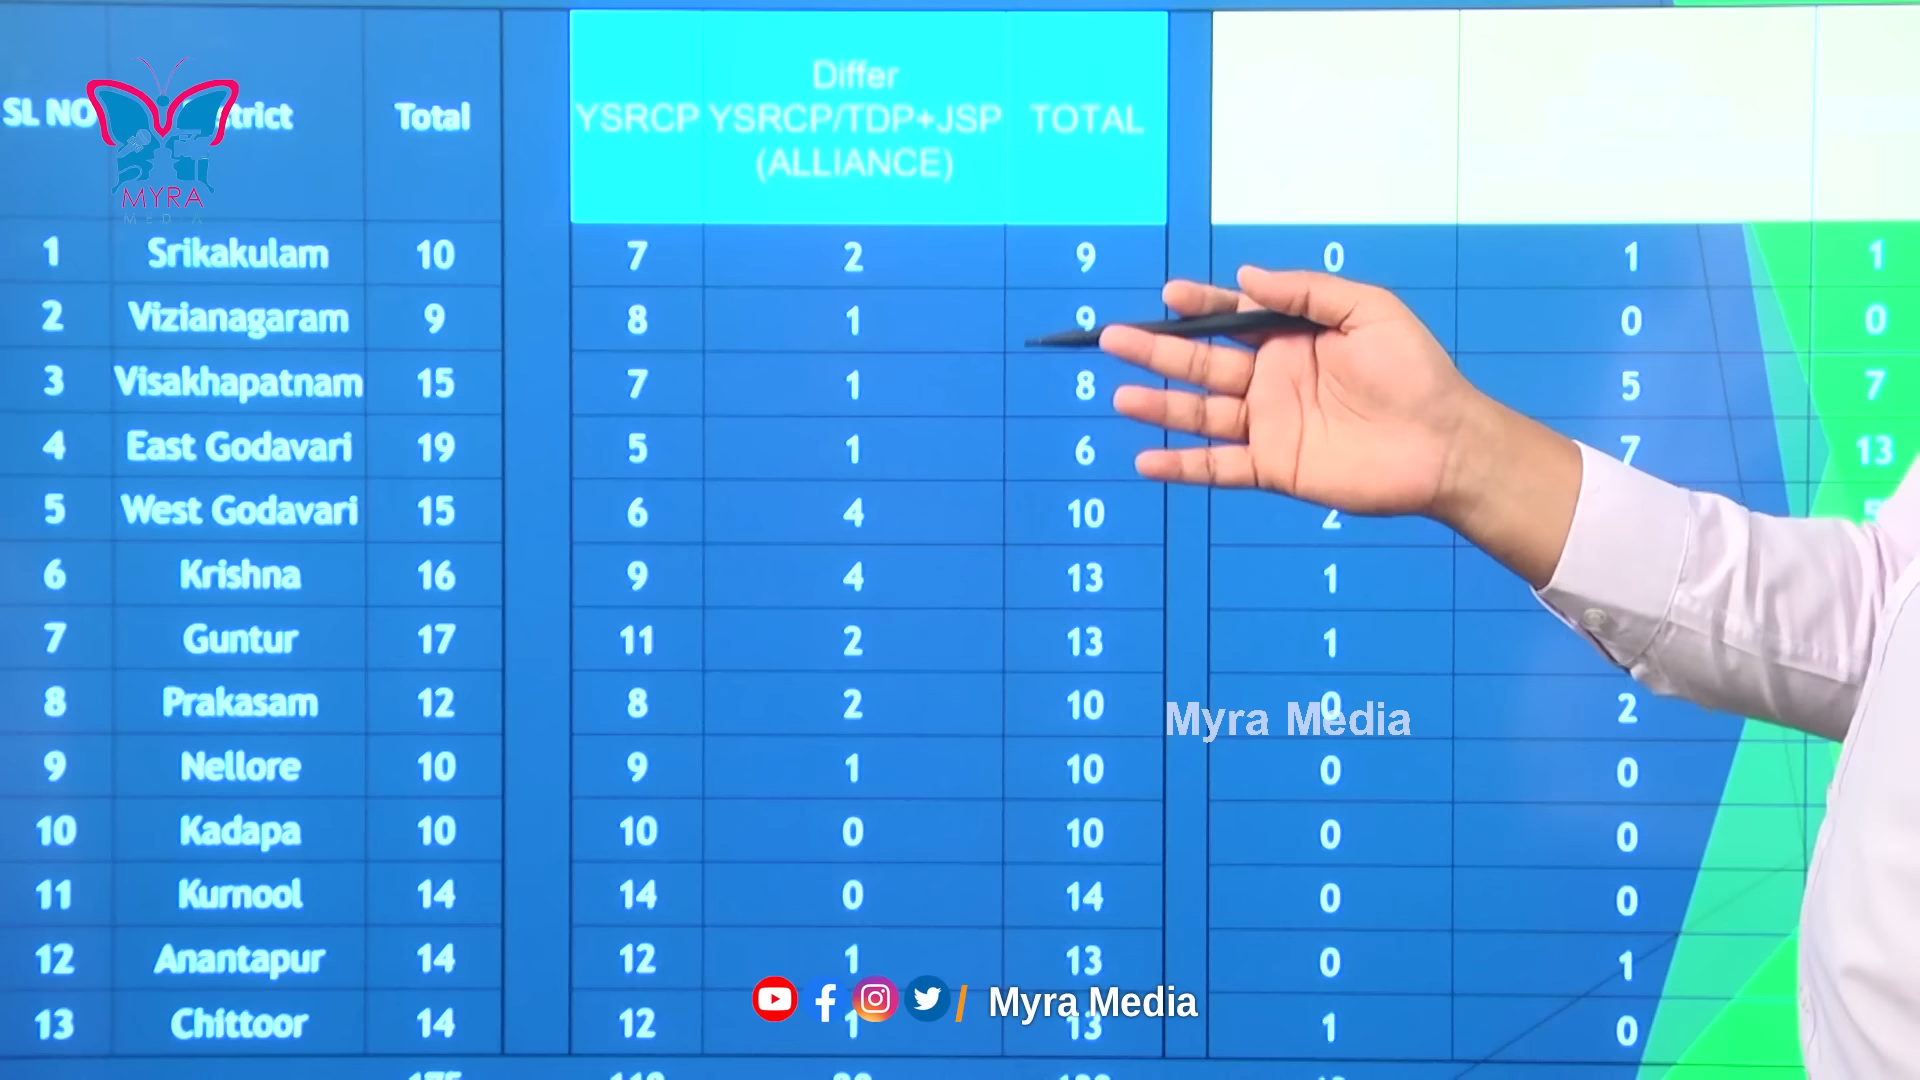 SL NO District Total YSRCP Differ YSRCP/TDP+JSP (ALLIANCE) TOTAL
MYRA
MEDIA
1 Srikakulam 10 7 2 9 0 1 1
2 Vizianagaram 9 8 1 9 0 0
3 Visakhapatnam 15 7 1 8 5 7
4 East Godavari 19 5 1 6 7 13
5 West Godavari 15 6 4 10 2
6 Krishna 16 9 4 13 1
7 Guntur 17 11 2 13 1
8 Prakasam 12 8 2 10 0 2
Myra Media
9 Nellore 10 9 1 10 0 0
10 Kadapa 10 10 0 10 0 0
11 Kurnool 14 14 0 14 0 0
12 Anantapur 14 12 1 13 0 1
13 Chittoor 14 12 1 13 1 0
/ Myra Media